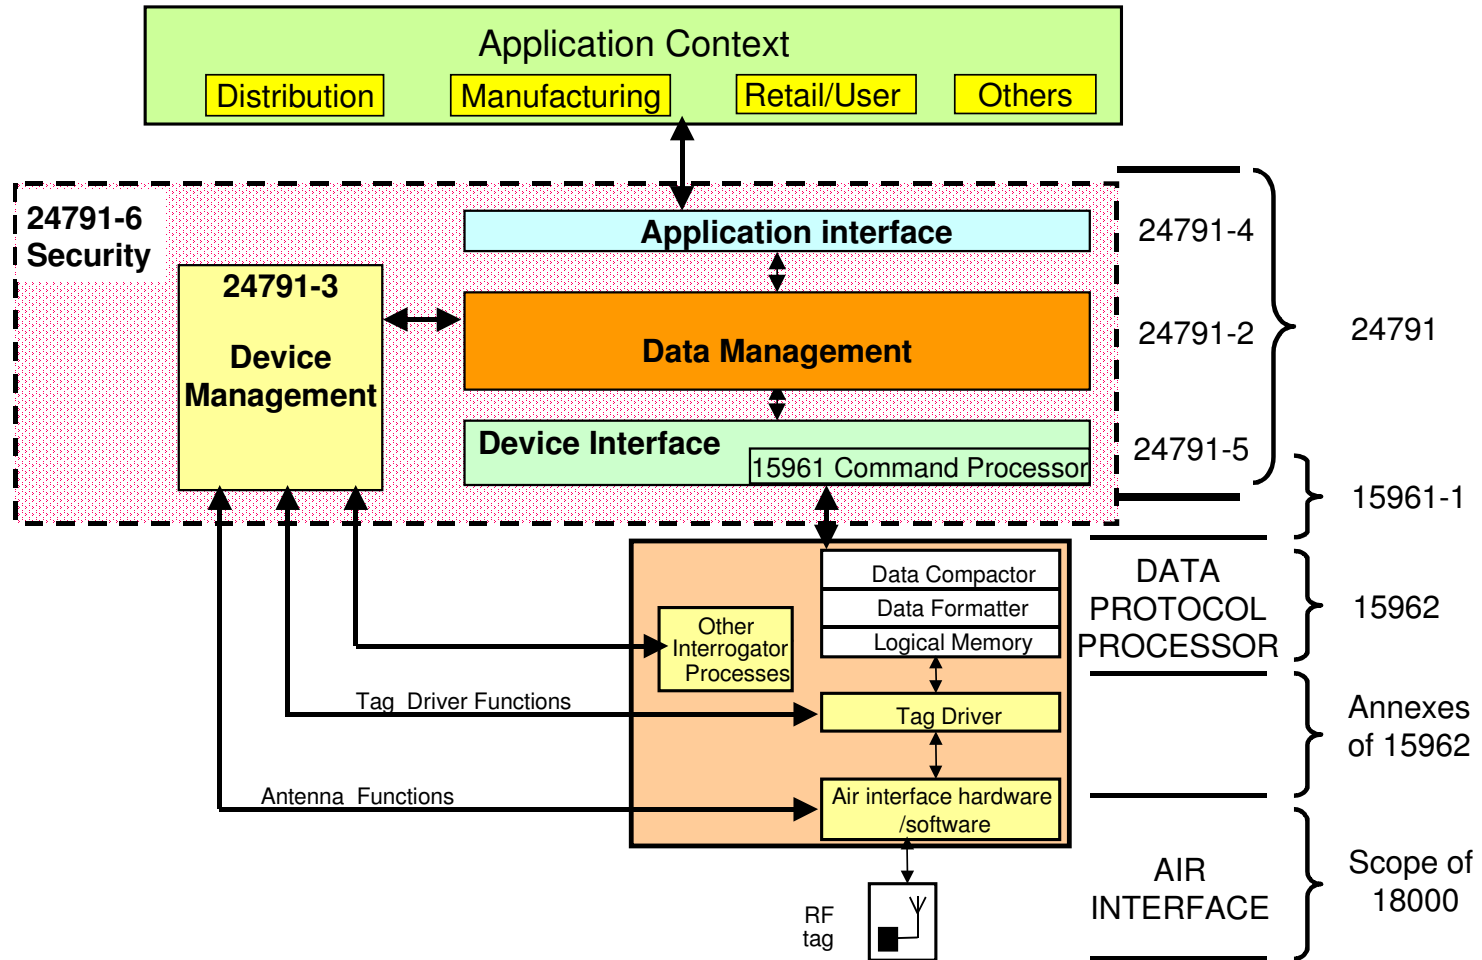 Application Context
Distribution
Manufacturing
Retail/User
Others
24791-6
Security
Application interface
24791-4
24791-3
Device
Management
Data Management
24791-2
24791
Device Interface
15961 Command Processor
24791-5
15961-1
Data Compactor
Data Formatter
Logical Memory
DATA
PROTOCOL
PROCESSOR
15962
Other
Interrogator
Processes
Tag Driver Functions
Tag Driver
Annexes
of 15962
Antenna Functions
Air interface hardware
/software
AIR
INTERFACE
Scope of
18000
RF
tag